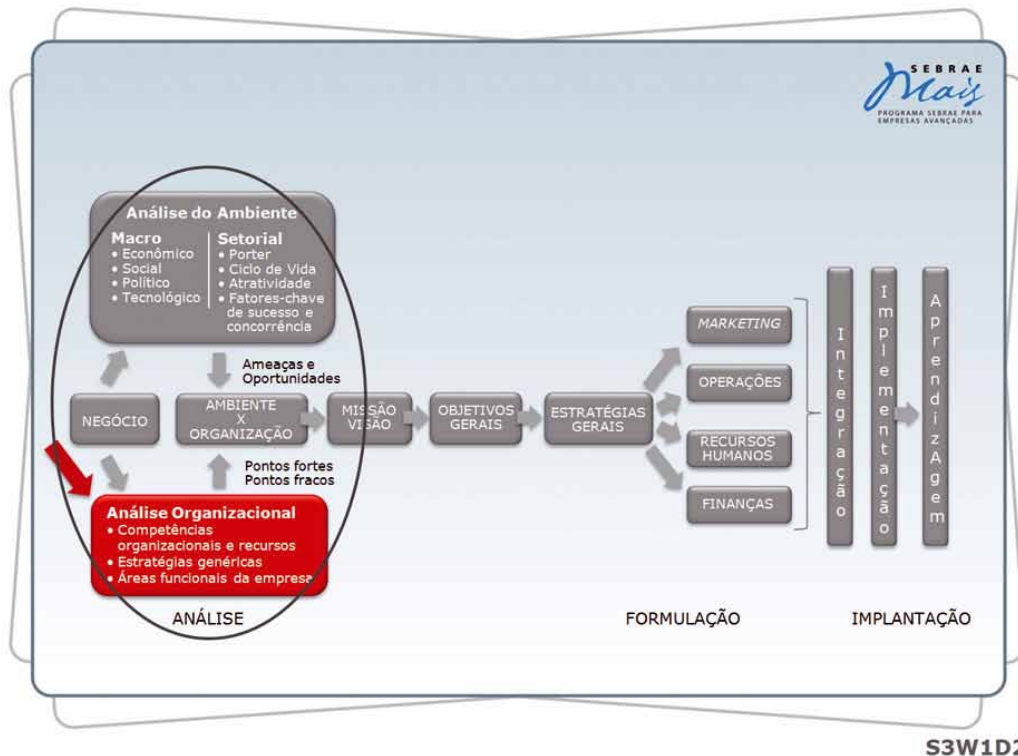 SEBRAE
Mais
PROGRAMA SEBRAE PARA
EMPRESAS AVANÇADAS
Análise do Ambiente
Macro
• Econômico
• Social
• Político
• Tecnológico
Setorial
• Porter
• Ciclo de Vida
• Atratividade
• Fatores-chave
de sucesso e
concorrência
Ameaças e
Oportunidades
NEGÓCIO
AMBIENTE
X
ORGANIZAÇÃO
MISSÃO
VISÃO
OBJETIVOS
GERAIS
ESTRATÉGIAS
GERAIS
Pontos fortes
Pontos fracos
Análise Organizacional
• Competências
organizacionais e recursos
• Estratégias genéricas
• Áreas funcionais da empresa
MARKETING
OPERAÇÕES
RECURSOS
HUMANOS
FINANÇAS
Integração
Implementação
AprendizAgem
ANÁLISE
FORMULAÇÃO
IMPLANTAÇÃO
S3W1D2